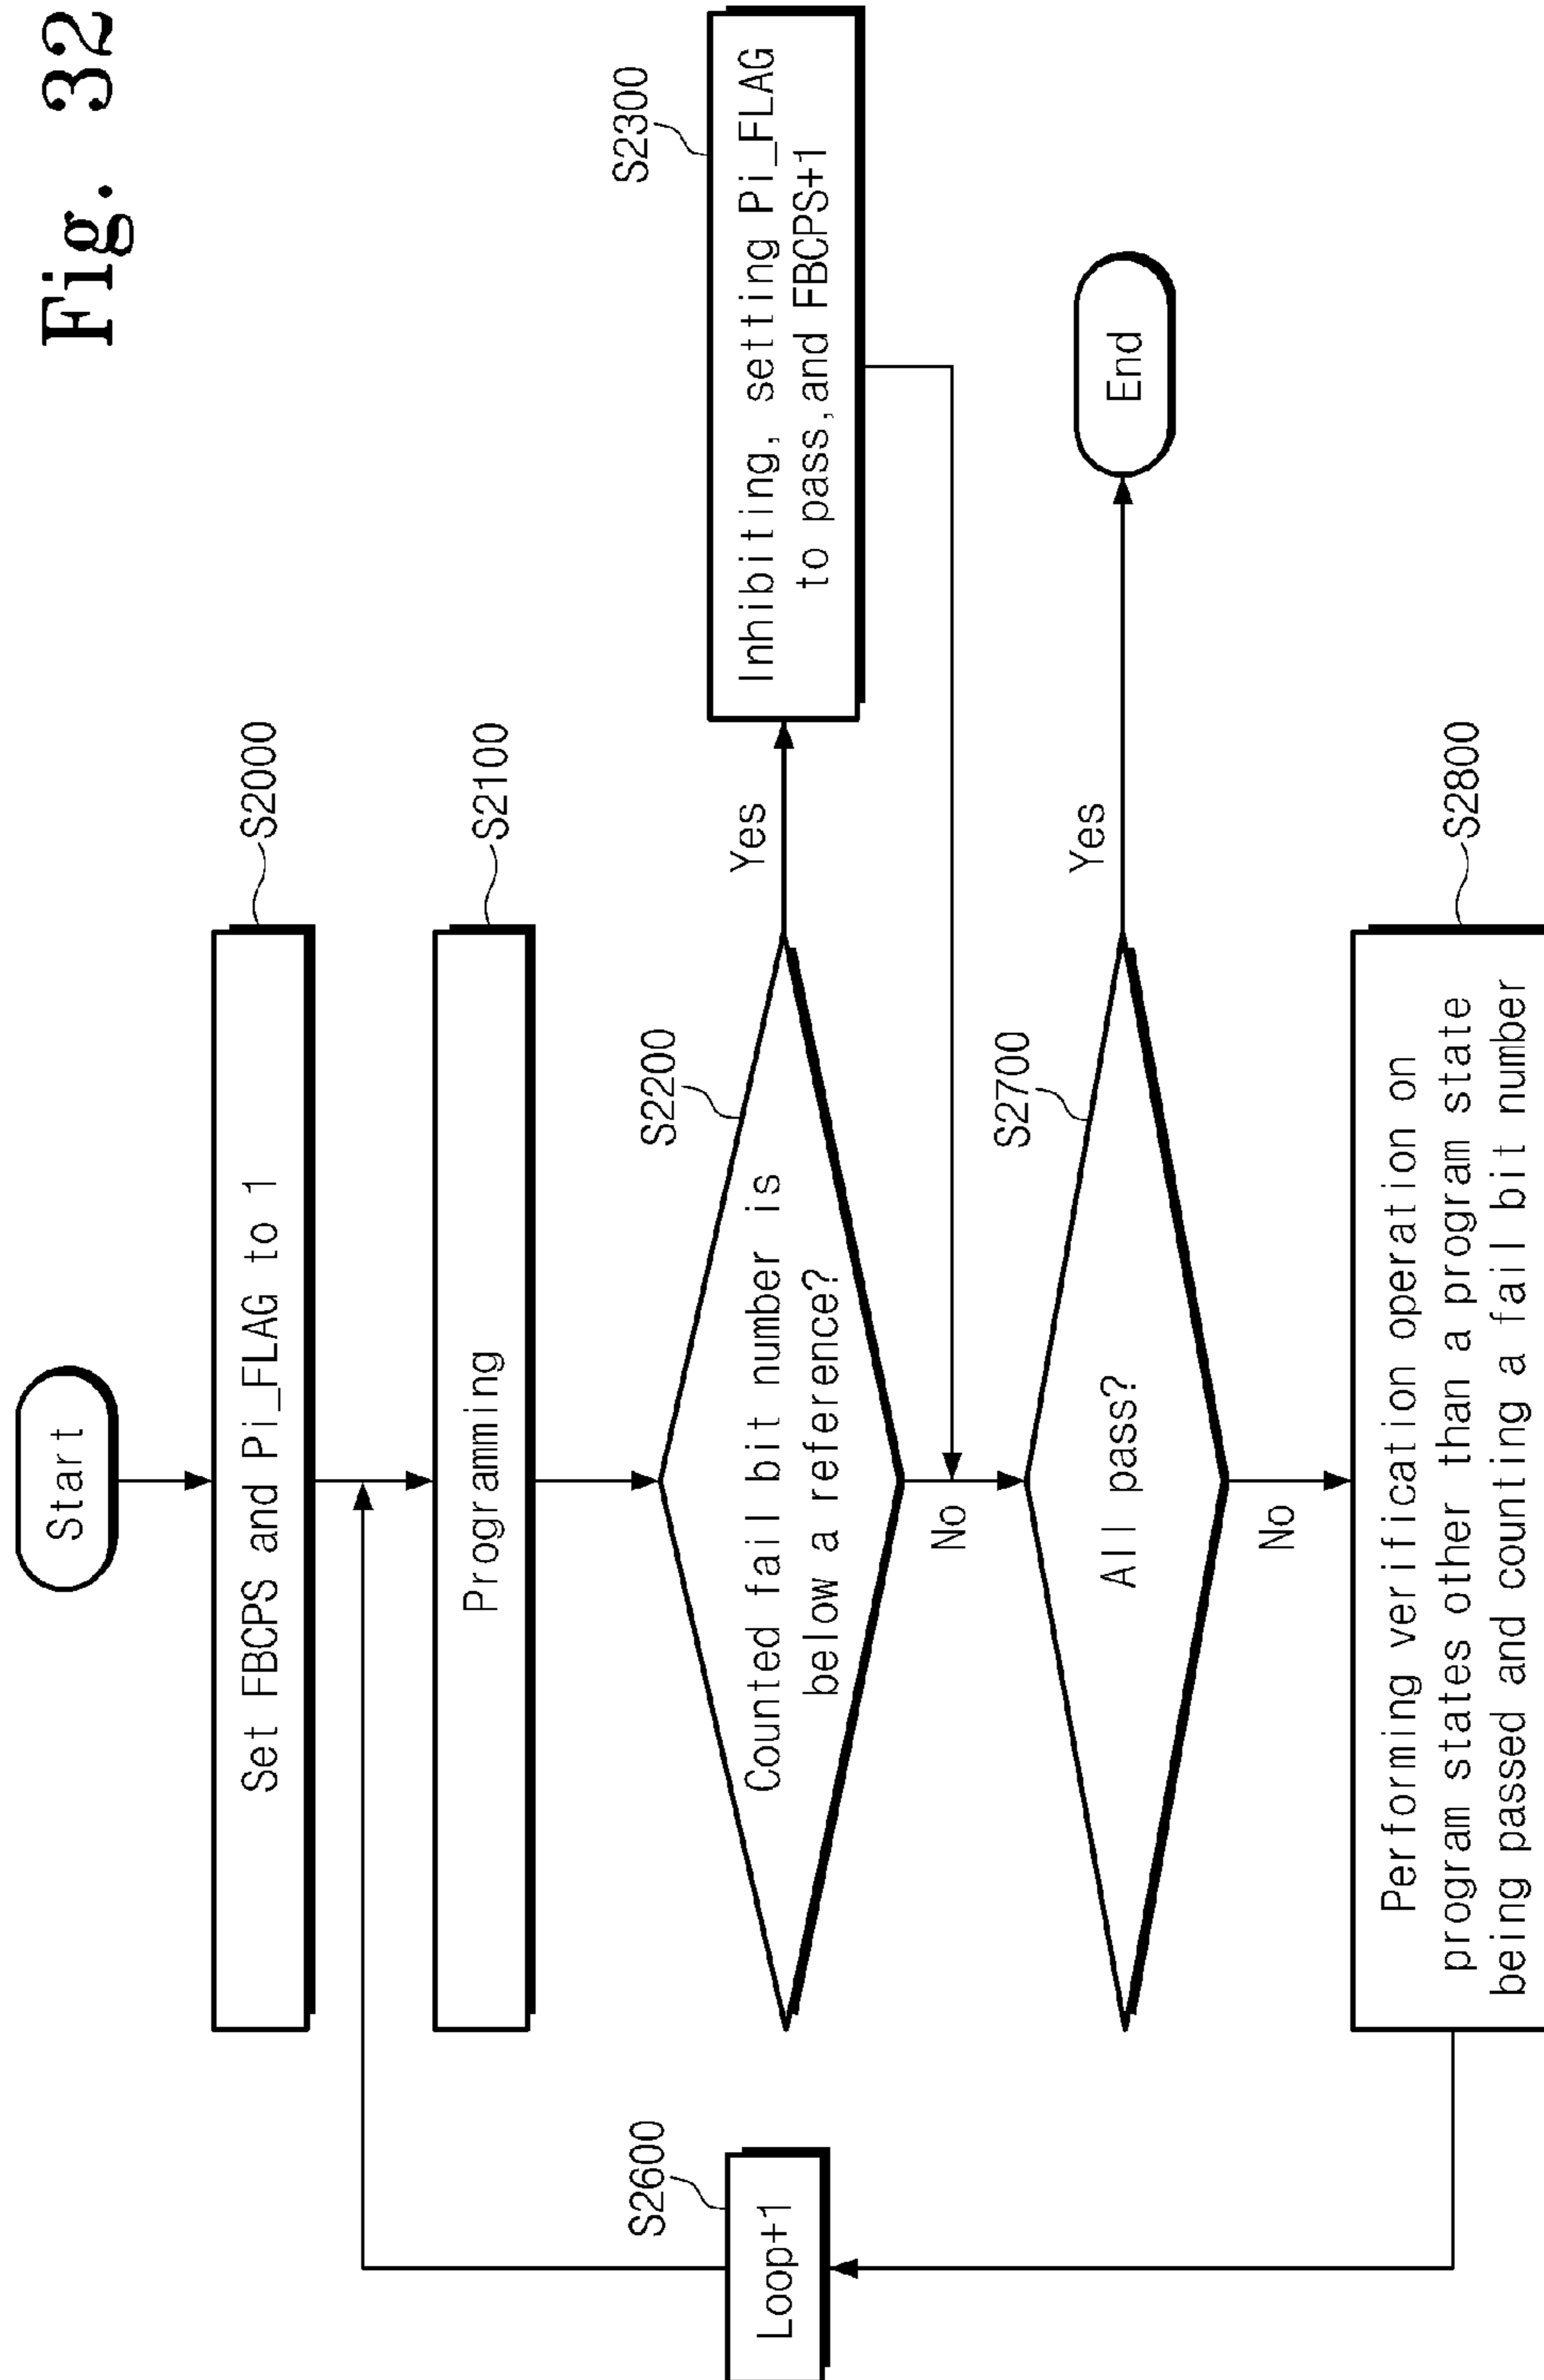 Fig. 32
Start
Set FBCPS and Pi_FLAG to 1
S2000
Programming
S2100
Counted fail bit number is
below a reference?
S2200
Yes
Inhibiting, setting Pi_FLAG
to pass,and FBCPS+1
S2300
No
All pass?
S2700
Yes
End
No
Performing verification operation on
program states other than a program state
being passed and counting a fail bit number
S2800
Loop+1
S2600